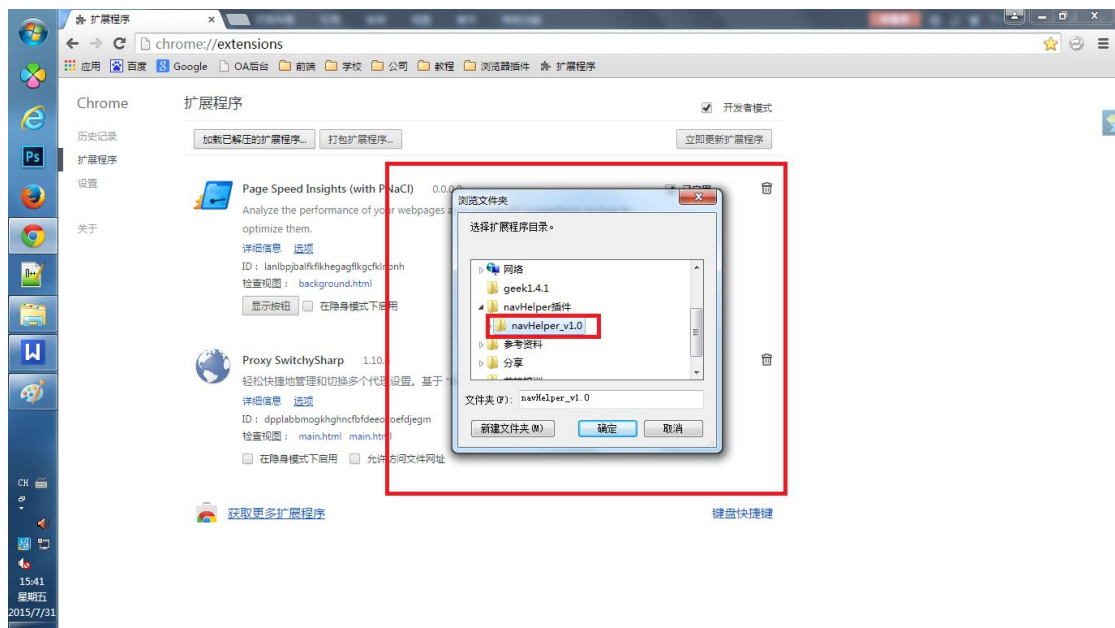 扩展程序
chrome://extensions
应用 百度 Google OA后台 前端 学校 公司 教程 浏览器插件 扩展程序
Chrome
历史记录
扩展程序
设置
关于
扩展程序
开发者模式
加载已解压的扩展程序...
打包扩展程序...
立即更新扩展程序
Page Speed Insights (with PNaCl) 0.0.0.0
已启用
Analyze the performance of your webpages
optimize them.
详细信息 选项
检查视图： background.html
显示按钮 在隐身模式下启用
Proxy SwitchySharp 1.10.
轻松快捷地管理和切换多个代理设置。基于
详细信息 选项
检查视图： main.html main.html
在隐身模式下启用 允许访问文件网址
获取更多扩展程序
键盘快捷键
浏览文件夹
选择扩展程序目录。
网络
geek1.4.1
navHelper插件
navHelper_v1.0
参考资料
分享
文件夹(F): navHelper_v1.0
新建文件夹(M)
确定
取消
Ps
CH
15:41
星期五
2015/7/31